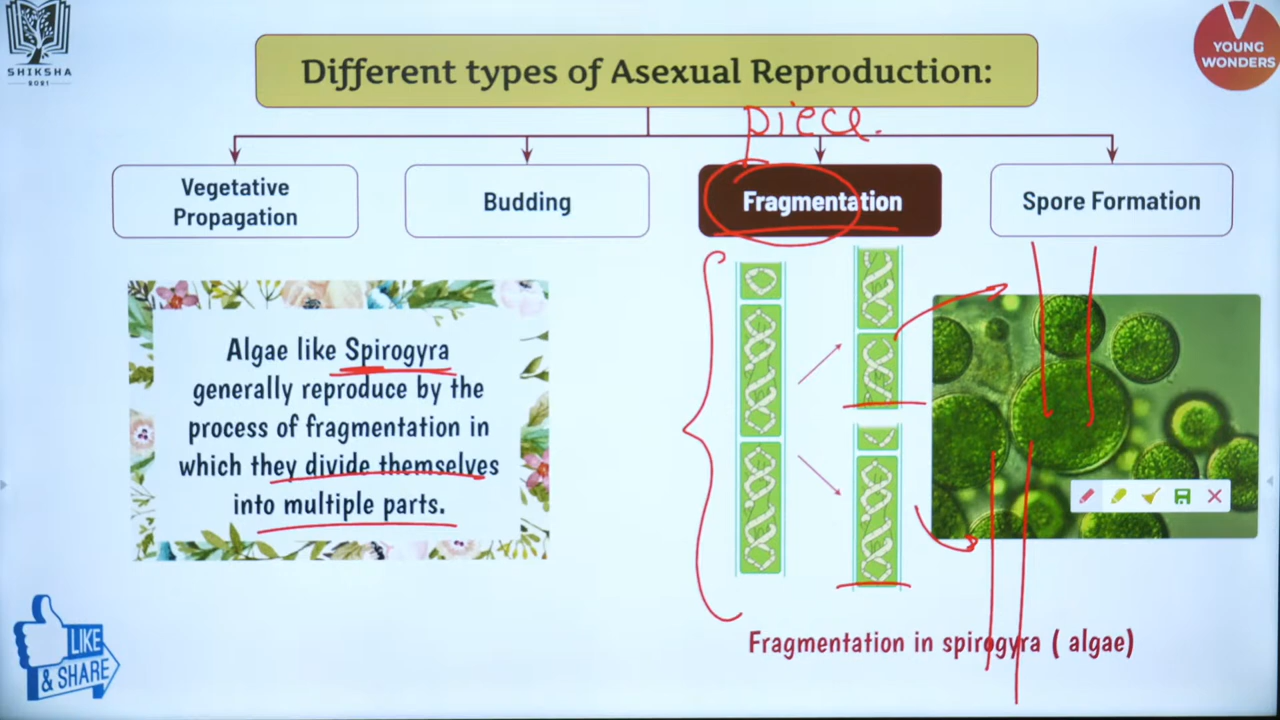 SHIKSHA
9021
YOUNG
WONDERS
Different types of Asexual Reproduction:
piece.
Vegetative
Propagation
Budding
Fragmentation
Spore Formation
Algae like Spirogyra
generally reproduce by the
process of fragmentation in
which they divide themselves
into multiple parts.
LIKE
& SHARE
Fragmentation in spirogyra ( algae)